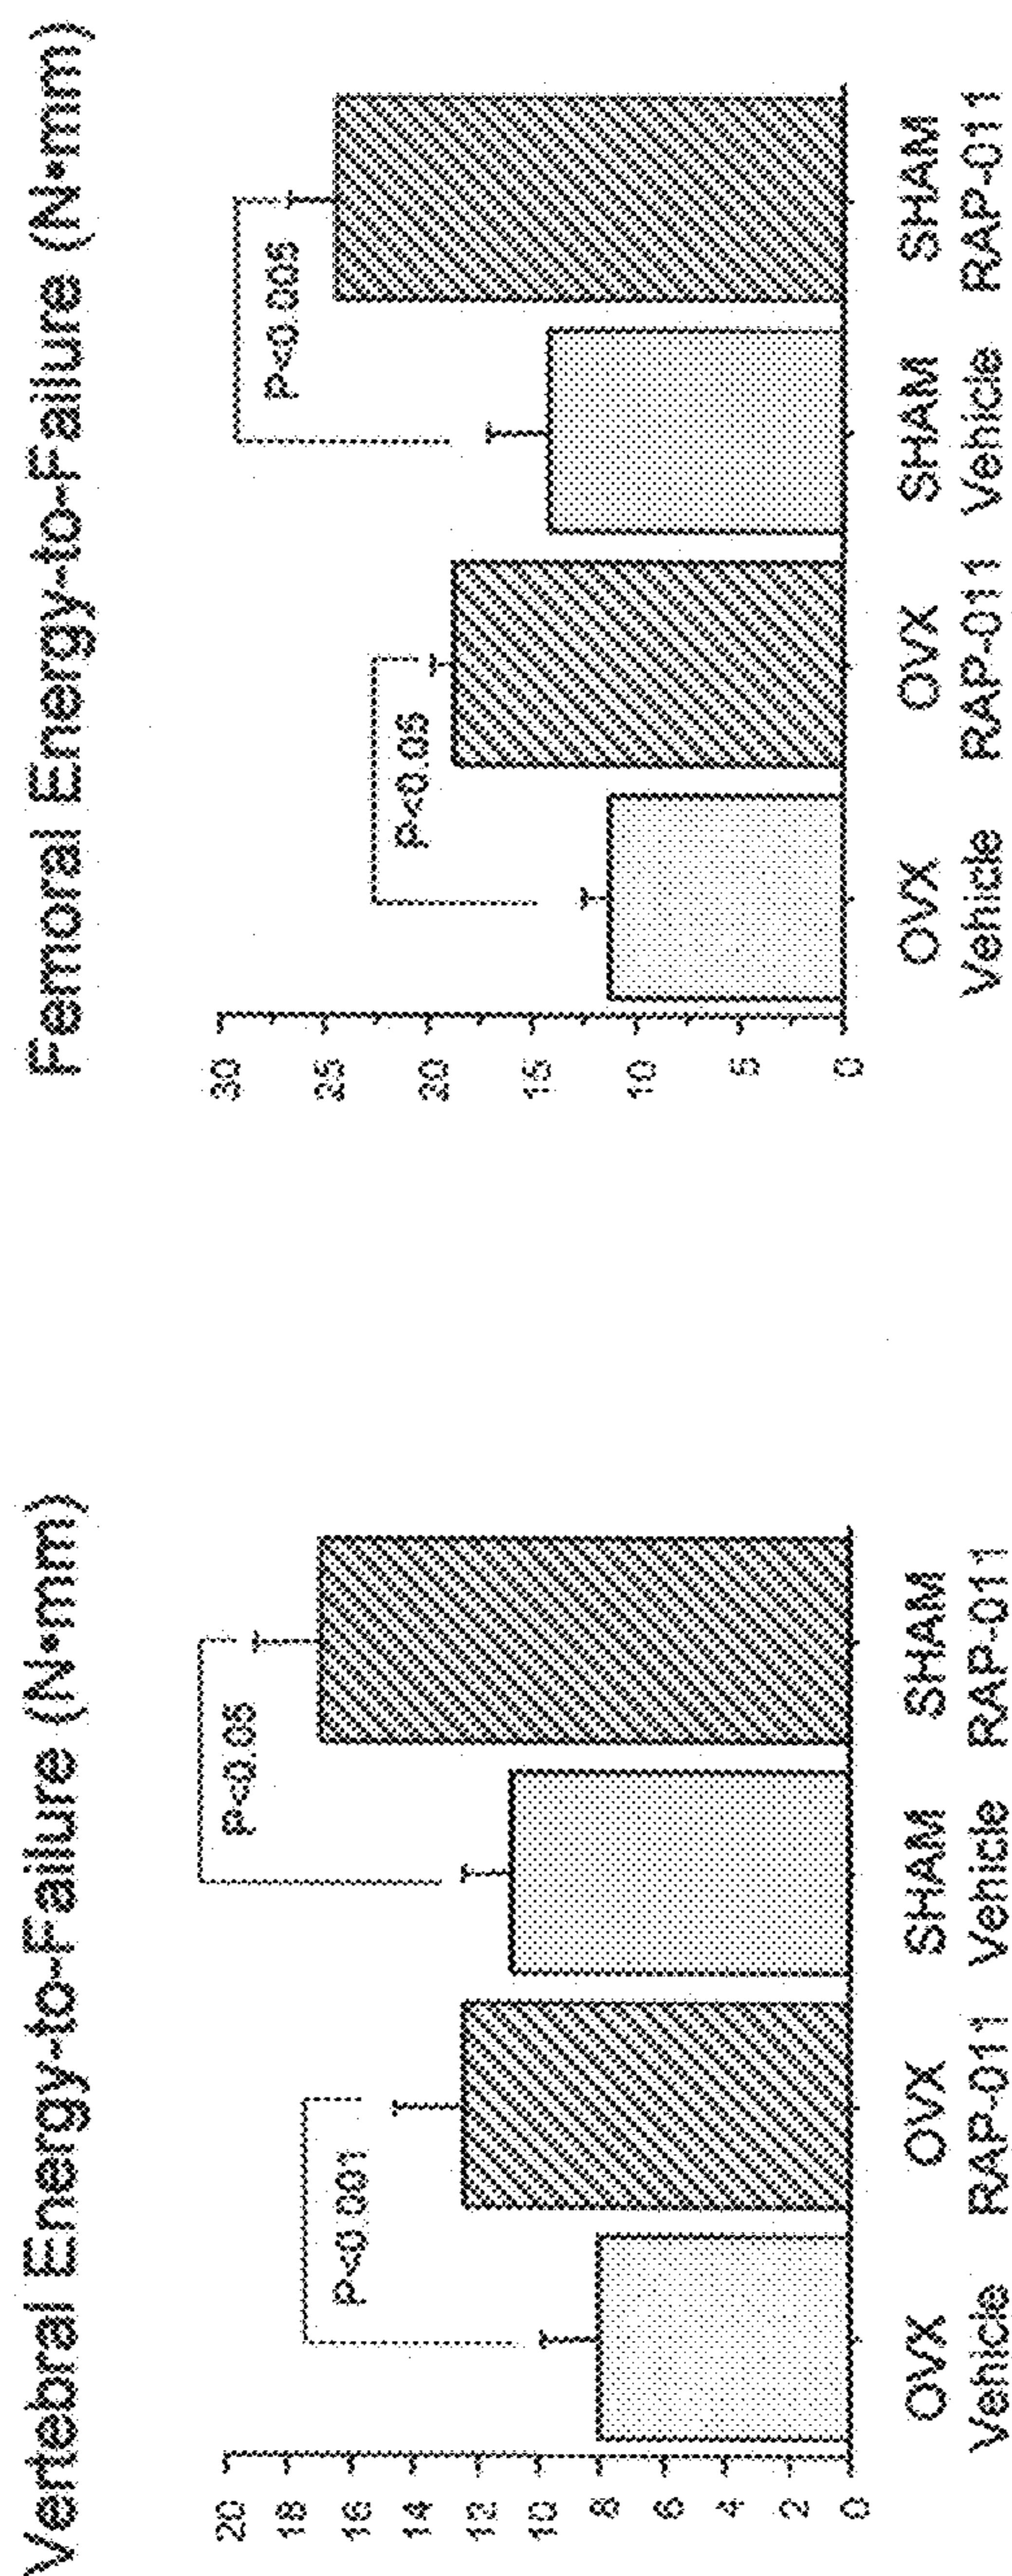 Vertebral Energy-to-Failure (N•mm)
20
18
16
14
12
10
8
6
4
2
0
P<0.001
P<0.05
OVX OVX SHAM SHAM
Vehicle RAP-011 Vehicle RAP-011
Femoral Energy-to-Failure (N•mm)
30
25
20
15
10
5
0
P<0.05
P<0.005
OVX OVX SHAM SHAM
Vehicle RAP-011 Vehicle RAP-011